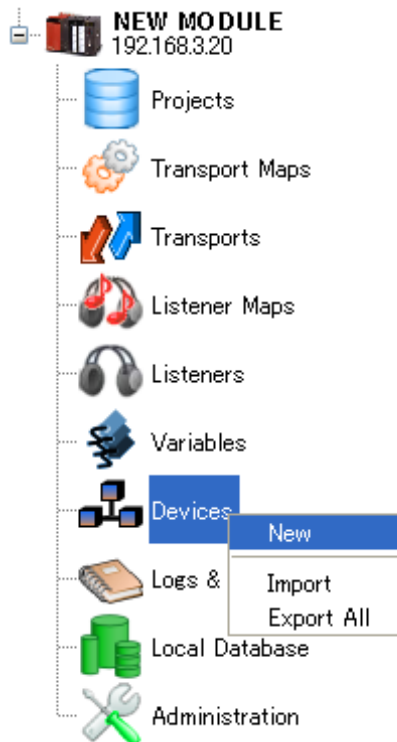 NEW MODULE
192.168.3.20
Projects
Transport Maps
Transports
Listener Maps
Listeners
Variables
Devices
New
Logs &
Import
Export All
Local Database
Administration